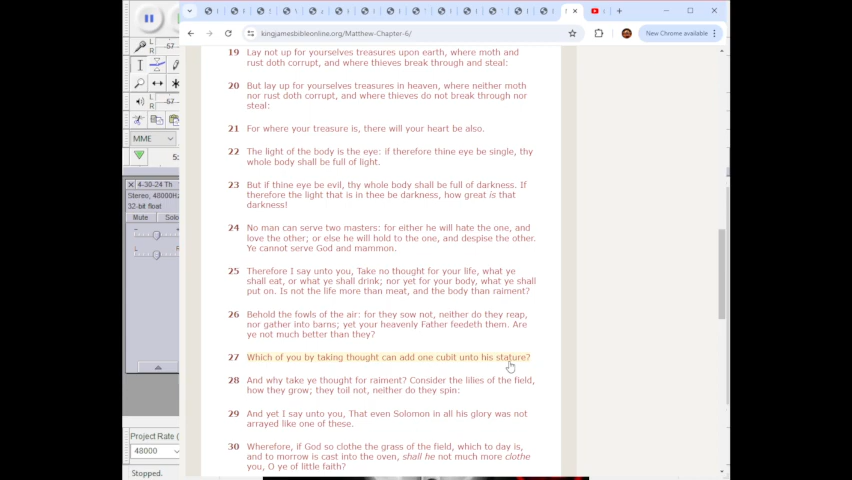 kingjamesbibleonline.org/Matthew-Chapter-6/
New Chrome available
19 Lay not up for yourselves treasures upon earth, where moth and
rust doth corrupt, and where thieves break through and steal:
20 But lay up for yourselves treasures in heaven, where neither moth
nor rust doth corrupt, and where thieves do not break through nor
steal:
21 For where your treasure is, there will your heart be also.
22 The light of the body is the eye: if therefore thine eye be single, thy
whole body shall be full of light.
23 But if thine eye be evil, thy whole body shall be full of darkness. If
therefore the light that is in thee be darkness, how great is that
darkness!
24 No man can serve two masters: for either he will hate the one, and
love the other; or else he will hold to the one, and despise the other.
Ye cannot serve God and mammon.
25 Therefore I say unto you, Take no thought for your life, what ye
shall eat, or what ye shall drink; nor yet for your body, what ye shall
put on. Is not the life more than meat, and the body than raiment?
26 Behold the fowls of the air: for they sow not, neither do they reap,
nor gather into barns; yet your heavenly Father feedeth them. Are
ye not much better than they?
27 Which of you by taking thought can add one cubit unto his stature?
28 And why take ye thought for raiment? Consider the lilies of the field,
how they grow; they toil not, neither do they spin:
29 And yet I say unto you, That even Solomon in all his glory was not
arrayed like one of these.
30 Wherefore, if God so clothe the grass of the field, which to day is,
and to morrow is cast into the oven, shall he not much more clothe
you, O ye of little faith?
L
R
-57
-57
L
R
-57
-57
MME
5:
4-30-24 Th
Stereo, 48000Hz
32-bit float
Mute Solo
- +
L R
Project Rate (
48000
Stopped.